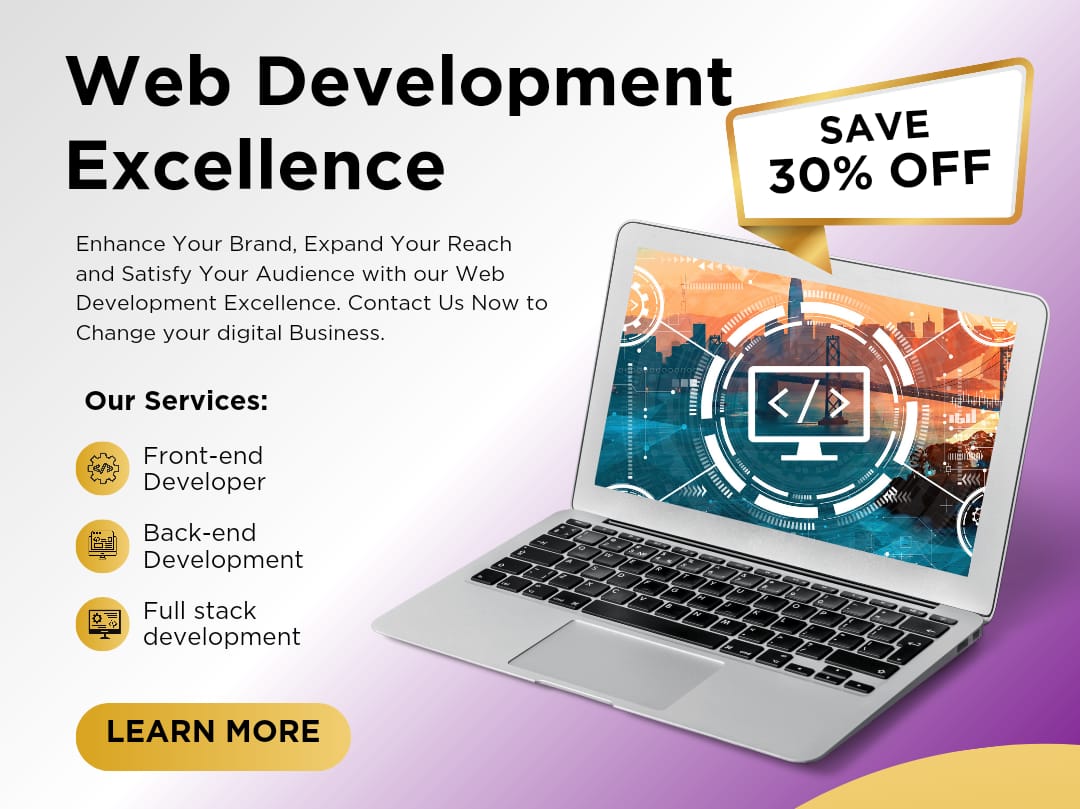 Web Development
Excellence
SAVE
30% OFF
Enhance Your Brand, Expand Your Reach
and Satisfy Your Audience with our Web
Development Excellence. Contact Us Now to
Change your digital Business.
Our Services:
Front-end
Developer
Back-end
Development
Full stack
development
LEARN MORE